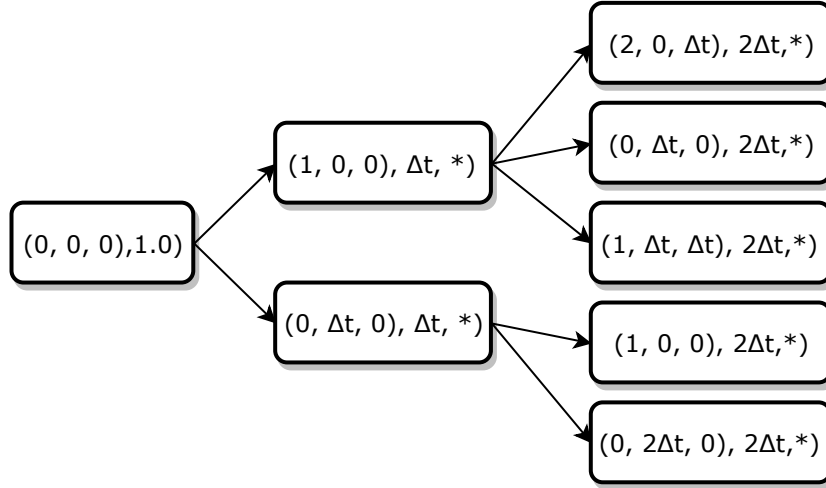 (0, 0, 0),1.0)
(1, 0, 0), Δt, *)
(0, Δt, 0), Δt, *)
(2, 0, Δt), 2Δt,*)
(0, Δt, 0), 2Δt,*)
(1, Δt, Δt), 2Δt,*)
(1, 0, 0), 2Δt,*)
(0, 2Δt, 0), 2Δt,*)